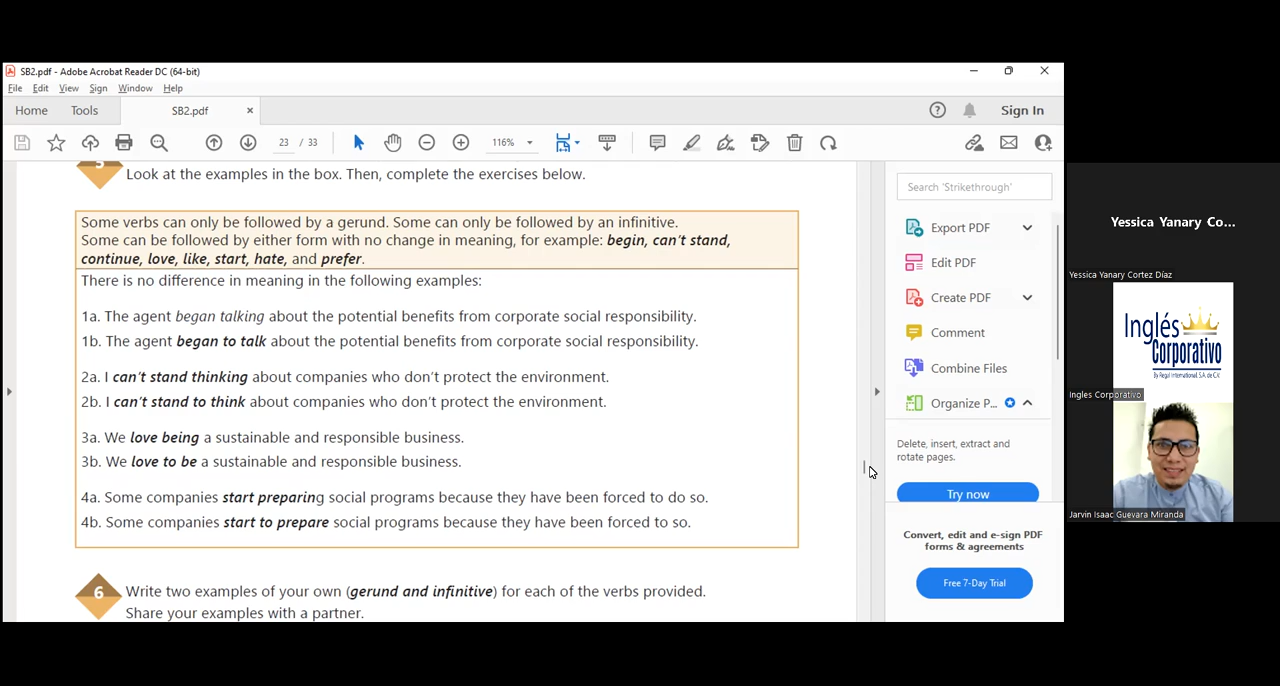 SB2.pdf - Adobe Acrobat Reader DC (64-bit)
File Edit View Sign Window Help
Home Tools SB2.pdf × Sign In
23 / 33 116%
5
Look at the examples in the box. Then, complete the exercises below.
Some verbs can only be followed by a gerund. Some can only be followed by an infinitive.
Some can be followed by either form with no change in meaning, for example: begin, can't stand,
continue, love, like, start, hate, and prefer.
There is no difference in meaning in the following examples:
1a. The agent began talking about the potential benefits from corporate social responsibility.
1b. The agent began to talk about the potential benefits from corporate social responsibility.
2a. I can't stand thinking about companies who don't protect the environment.
2b. I can't stand to think about companies who don't protect the environment.
3a. We love being a sustainable and responsible business.
3b. We love to be a sustainable and responsible business.
4a. Some companies start preparing social programs because they have been forced to do so.
4b. Some companies start to prepare social programs because they have been forced to so.
6
Write two examples of your own (gerund and infinitive) for each of the verbs provided.
Share your examples with a partner.
Search 'Strikethrough'
Export PDF
Edit PDF
Create PDF
Comment
Combine Files
Organize P...
Delete, insert, extract and
rotate pages.
Try now
Convert, edit and e-sign PDF
forms & agreements
Free 7-Day Trial
Yessica Yanary Co...
Yessica Yanary Cortez Díaz
Inglés
Corporativo
By Regal International, S.A. de C.V.
Ingles Corporativo
Jarvin Isaac Guevara Miranda